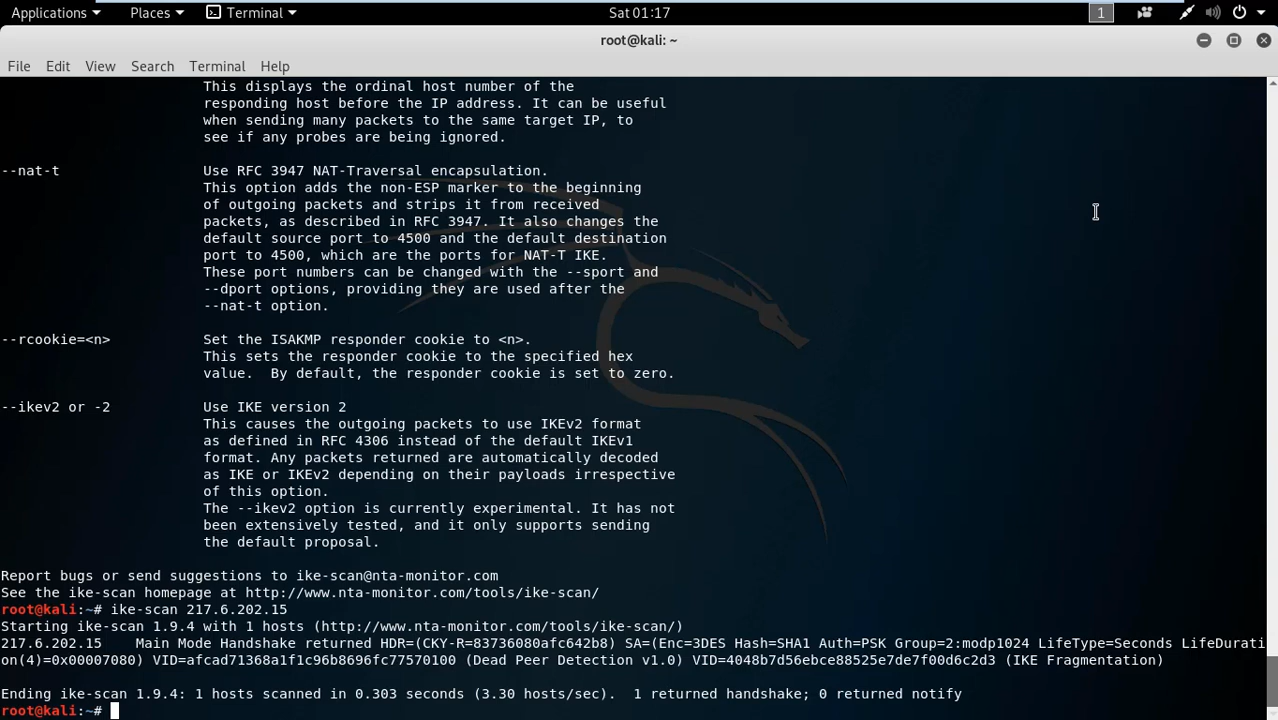 Applications Places Terminal Sat 01:17 1
root@kali: ~
File Edit View Search Terminal Help
This displays the ordinal host number of the
responding host before the IP address. It can be useful
when sending many packets to the same target IP, to
see if any probes are being ignored.
--nat-t Use RFC 3947 NAT-Traversal encapsulation.
This option adds the non-ESP marker to the beginning
of outgoing packets and strips it from received
packets, as described in RFC 3947. It also changes the
default source port to 4500 and the default destination
port to 4500, which are the ports for NAT-T IKE.
These port numbers can be changed with the --sport and
--dport options, providing they are used after the
--nat-t option.
--rcookie=<n> Set the ISAKMP responder cookie to <n>.
This sets the responder cookie to the specified hex
value.  By default, the responder cookie is set to zero.
--ikev2 or -2 Use IKE version 2
This causes the outgoing packets to use IKEv2 format
as defined in RFC 4306 instead of the default IKEv1
format. Any packets returned are automatically decoded
as IKE or IKEv2 depending on their payloads irrespective
of this option.
The --ikev2 option is currently experimental. It has not
been extensively tested, and it only supports sending
the default proposal.
Report bugs or send suggestions to ike-scan@nta-monitor.com
See the ike-scan homepage at http://www.nta-monitor.com/tools/ike-scan/
root@kali:~# ike-scan 217.6.202.15
Starting ike-scan 1.9.4 with 1 hosts (http://www.nta-monitor.com/tools/ike-scan/)
217.6.202.15    Main Mode Handshake returned HDR=(CKY-R=83736080afc642b8) SA=(Enc=3DES Hash=SHA1 Auth=PSK Group=2:modp1024 LifeType=Seconds LifeDurati
on(4)=0x00007080) VID=afcad71368a1f1c96b8696fc77570100 (Dead Peer Detection v1.0) VID=4048b7d56ebce88525e7de7f00d6c2d3 (IKE Fragmentation)
Ending ike-scan 1.9.4: 1 hosts scanned in 0.303 seconds (3.30 hosts/sec).  1 returned handshake; 0 returned notify
root@kali:~#